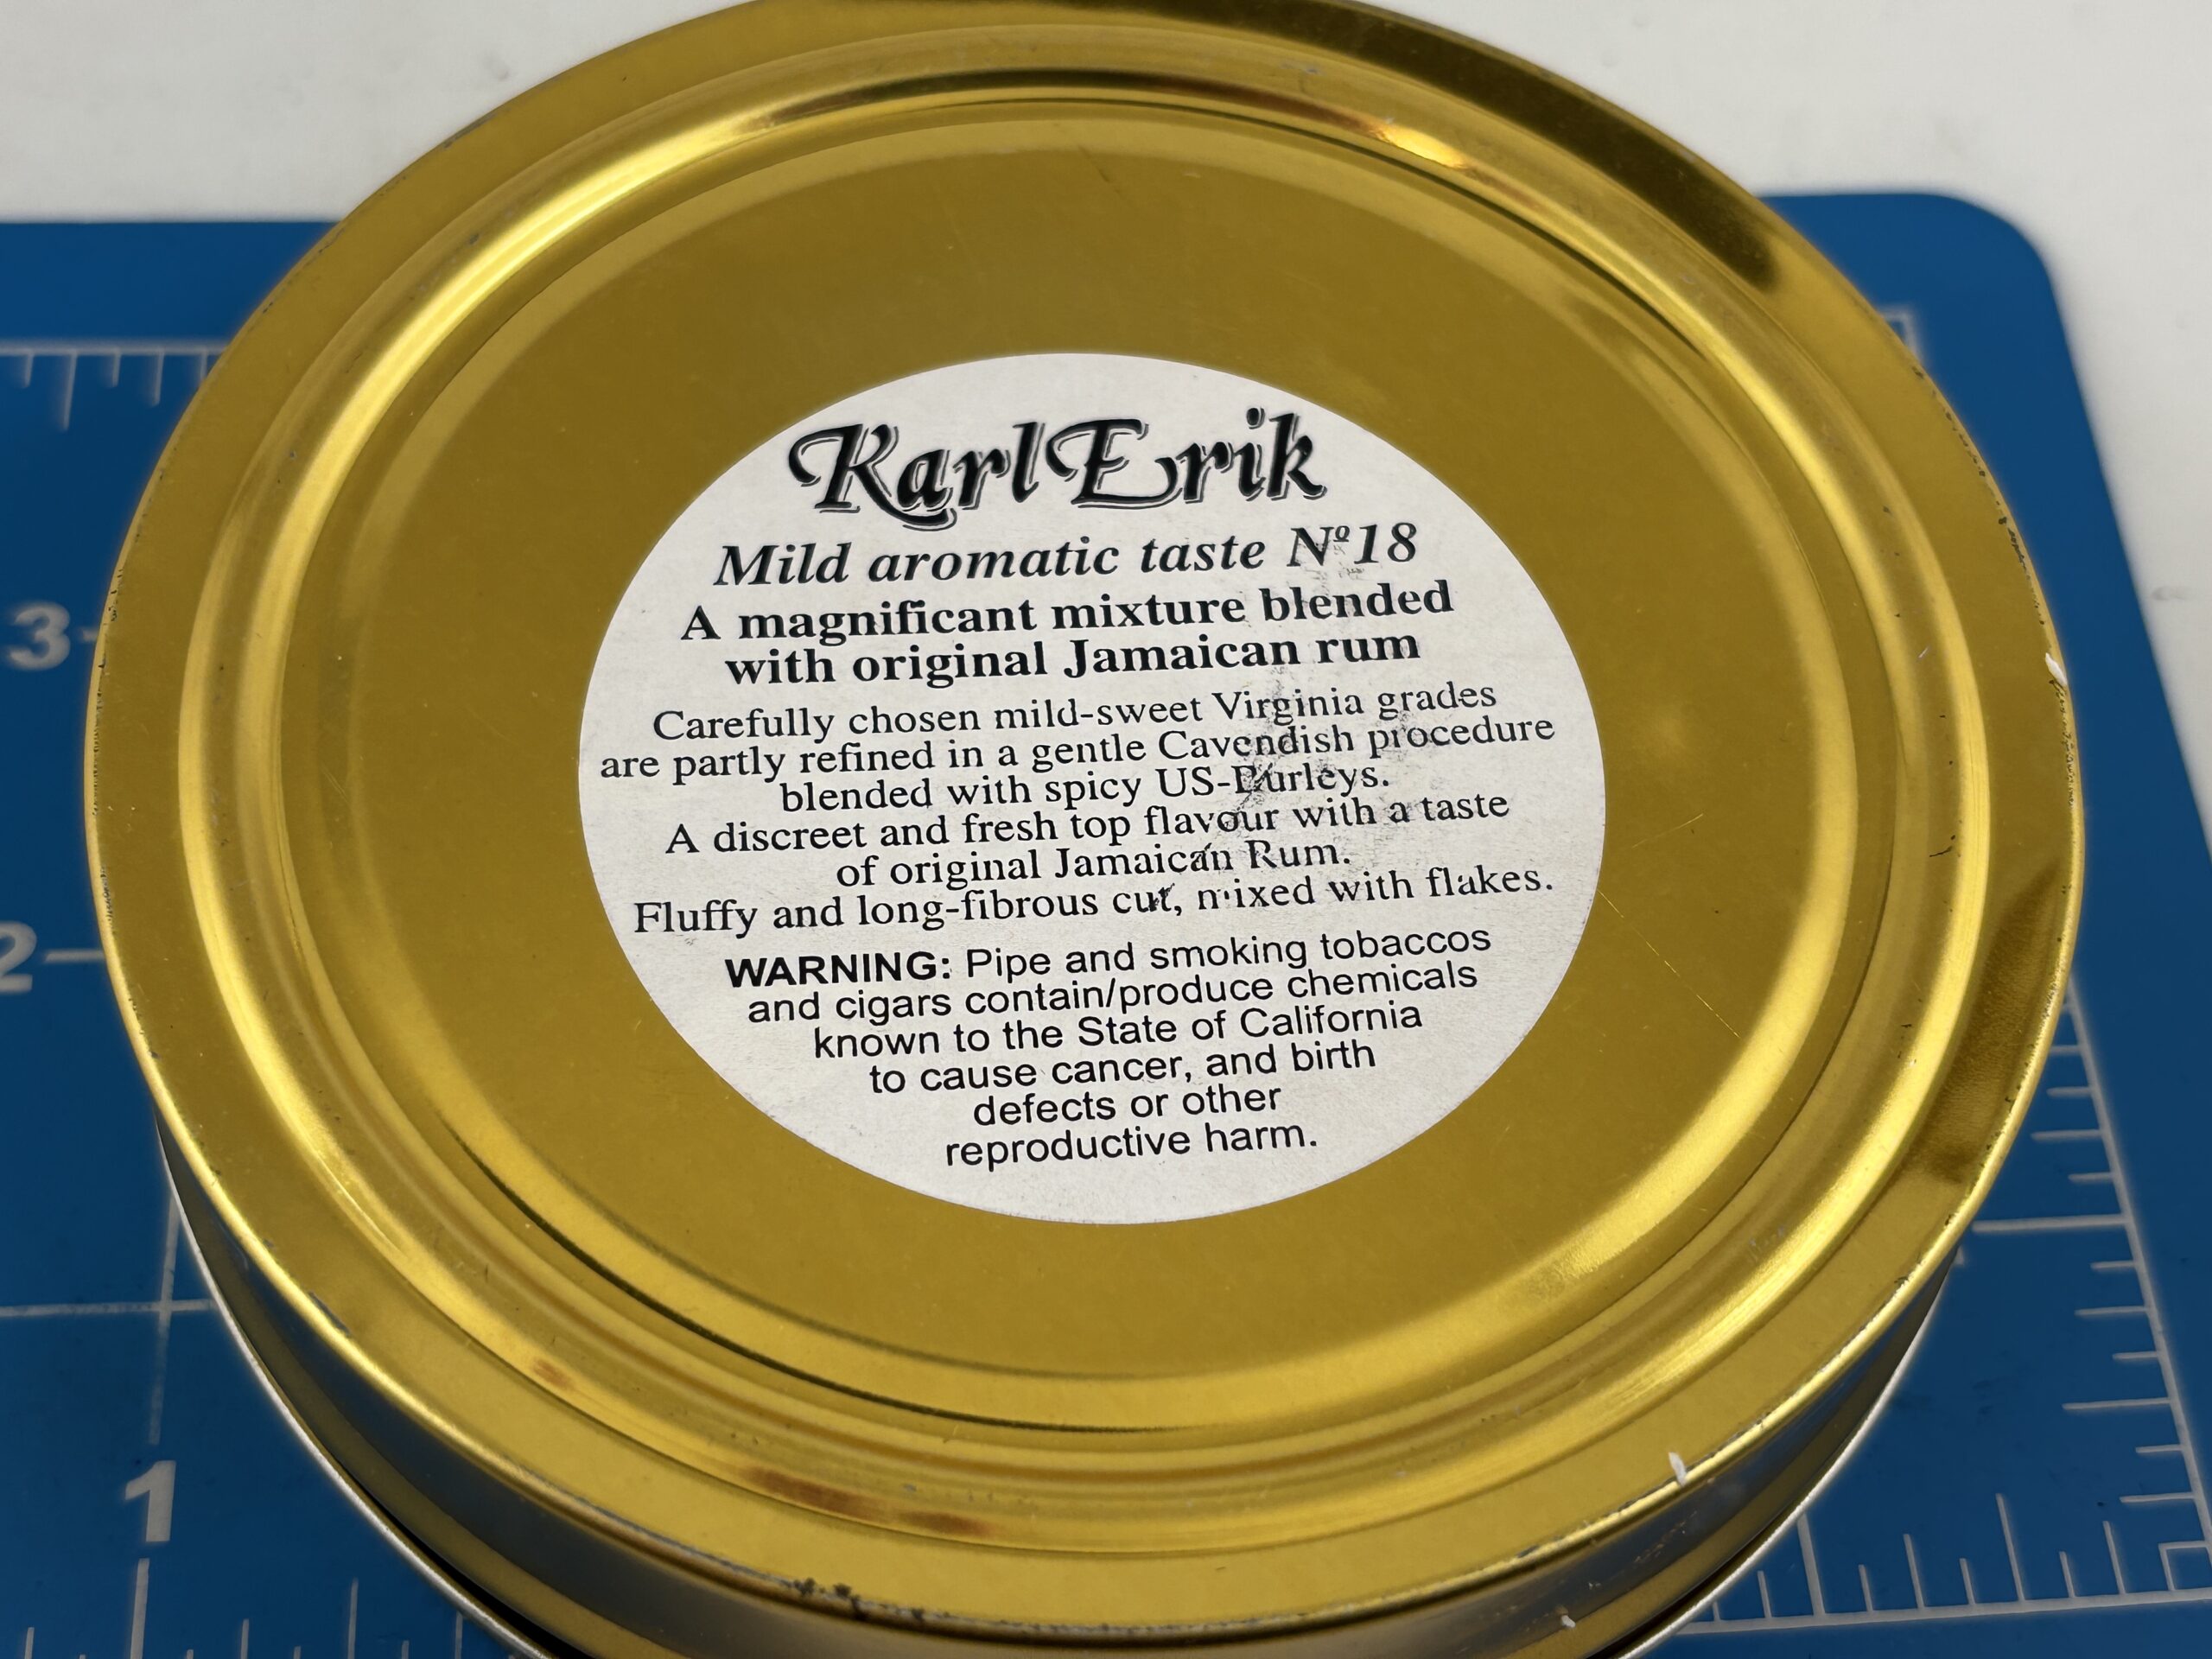 Karl Erik
Mild aromatic taste Nº18
A magnificant mixture blended
with original Jamaican rum
Carefully chosen mild-sweet Virginia grades
are partly refined in a gentle Cavendish procedure
blended with spicy US-Burleys.
A discreet and fresh top flavour with a taste
of original Jamaican Rum.
Fluffy and long-fibrous cut, mixed with flakes.
WARNING: Pipe and smoking tobaccos
and cigars contain/produce chemicals
known to the State of California
to cause cancer, and birth
defects or other
reproductive harm.
3
2
1